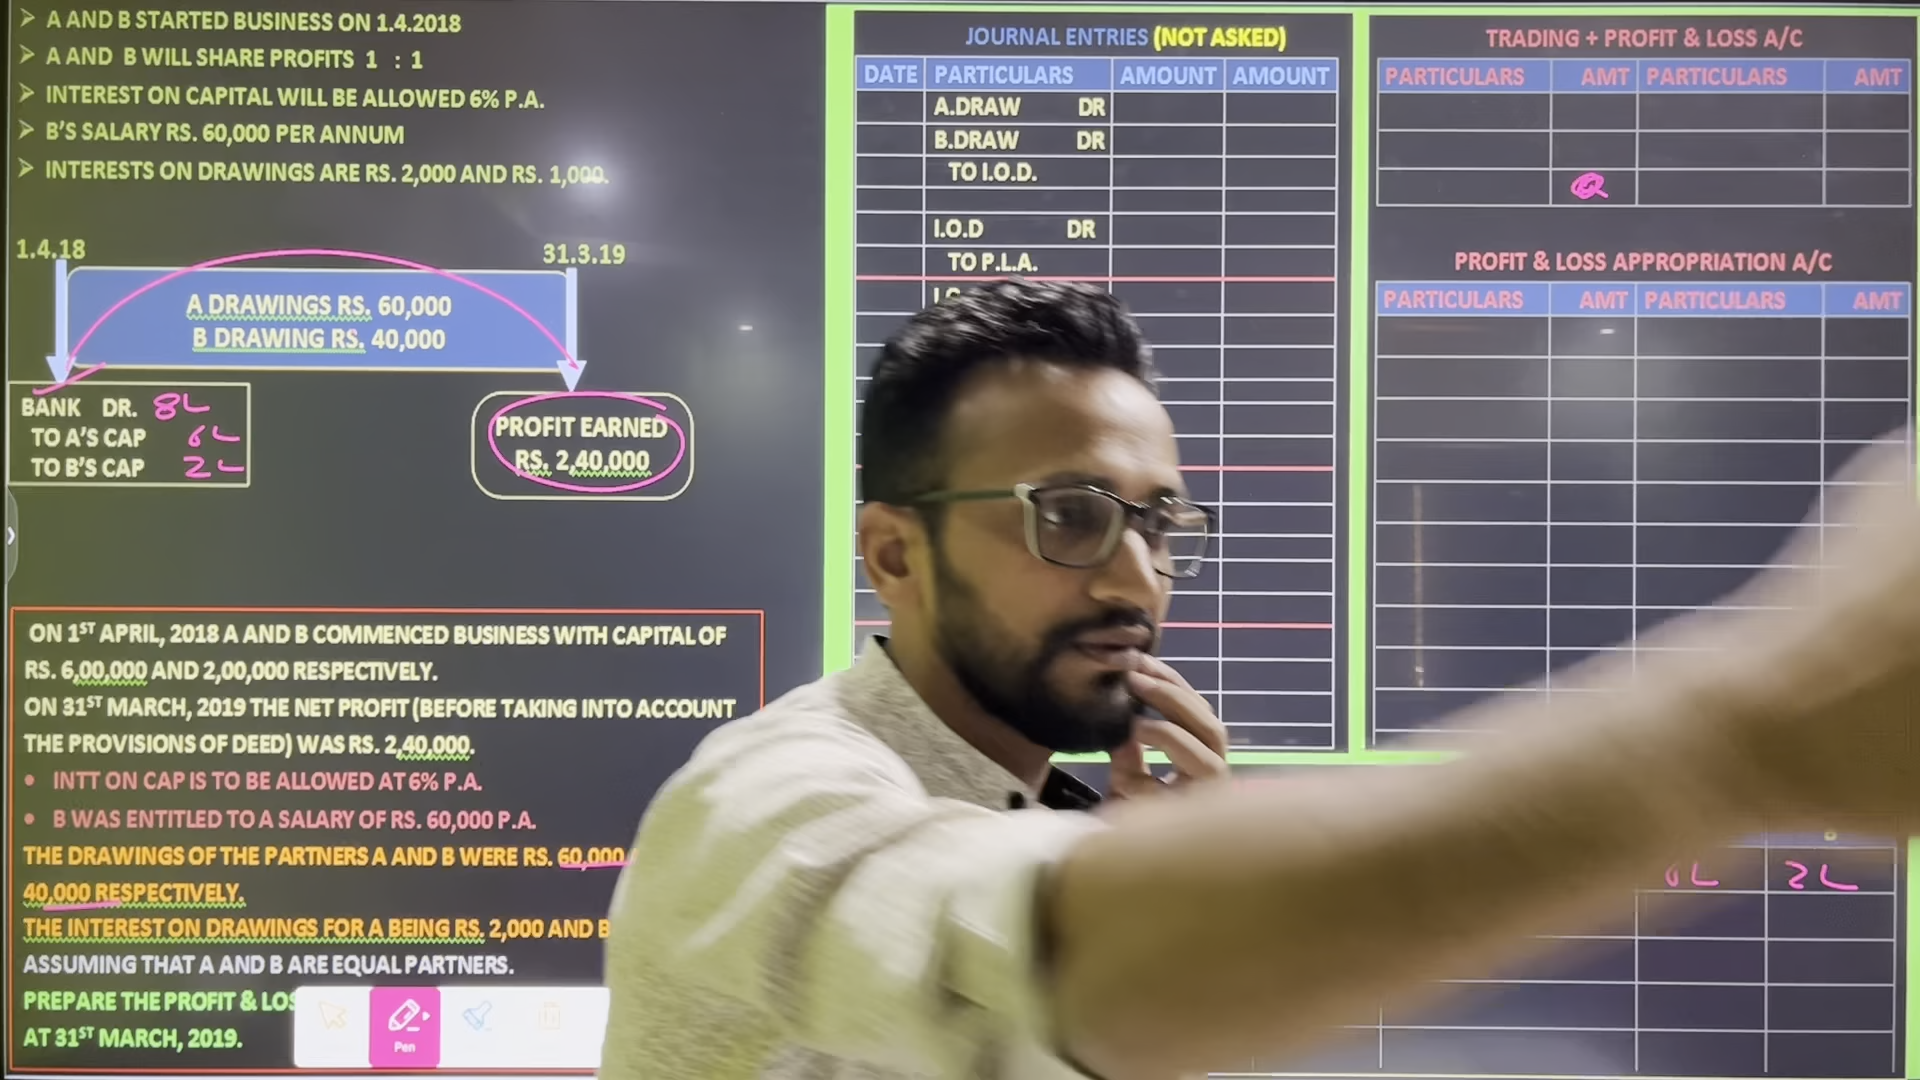 A AND B STARTED BUSINESS ON 1.4.2018
A AND B WILL SHARE PROFITS 1 : 1
INTEREST ON CAPITAL WILL BE ALLOWED 6% P.A.
B'S SALARY RS. 60,000 PER ANNUM
INTERESTS ON DRAWINGS ARE RS. 2,000 AND RS. 1,000.
1.4.18 31.3.19
A DRAWINGS RS. 60,000
B DRAWING RS. 40,000
BANK DR. 8L
TO A'S CAP 6L
TO B'S CAP 2L
PROFIT EARNED
RS. 2,40,000
ON 1ST APRIL, 2018 A AND B COMMENCED BUSINESS WITH CAPITAL OF
RS. 6,00,000 AND 2,00,000 RESPECTIVELY.
ON 31ST MARCH, 2019 THE NET PROFIT (BEFORE TAKING INTO ACCOUNT
THE PROVISIONS OF DEED) WAS RS. 2,40,000.
INTT ON CAP IS TO BE ALLOWED AT 6% P.A.
B WAS ENTITLED TO A SALARY OF RS. 60,000 P.A.
THE DRAWINGS OF THE PARTNERS A AND B WERE RS. 60,000
40,000 RESPECTIVELY.
THE INTEREST ON DRAWINGS FOR A BEING RS. 2,000 AND B
ASSUMING THAT A AND B ARE EQUAL PARTNERS.
PREPARE THE PROFIT &
AT 31ST MARCH, 2019.
Pen
JOURNAL ENTRIES (NOT ASKED)
DATE PARTICULARS AMOUNT AMOUNT
A.DRAW DR
B.DRAW DR
TO I.O.D.
I.O.D DR
TO P.L.A.
TRADING + PROFIT & LOSS A/C
PARTICULARS AMT PARTICULARS AMT
PROFIT & LOSS APPROPRIATION A/C
PARTICULARS AMT PARTICULARS AMT
6L 2L